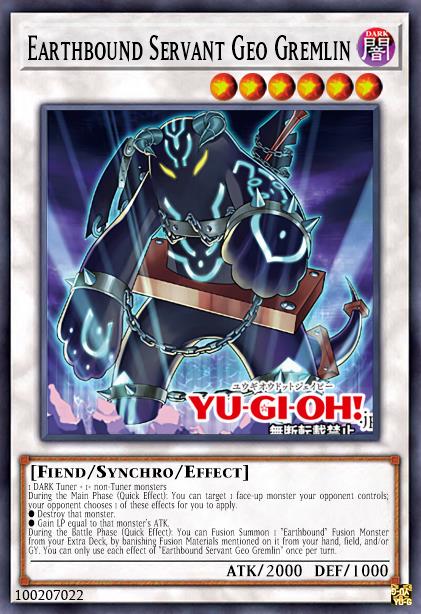 EARTHBOUND SERVANT GEO GREMLIN
DARK
闇
ユウギオウドットジェイピー
YU-GI-OH!
無断転載禁止
[FIEND/SYNCHRO/EFFECT]
1 DARK Tuner + 1+ non-Tuner monsters
During the Main Phase (Quick Effect): You can target 1 face-up monster your opponent controls;
your opponent chooses 1 of these effects for you to apply.
● Destroy that monster.
● Gain LP equal to that monster's ATK.
During the Battle Phase (Quick Effect): You can Fusion Summon 1 "Earthbound" Fusion Monster
from your Extra Deck, by banishing Fusion Materials mentioned on it from your hand, field, and/or
GY. You can only use each effect of "Earthbound Servant Geo Gremlin" once per turn.
ATK/2000 DEF/1000
100207022